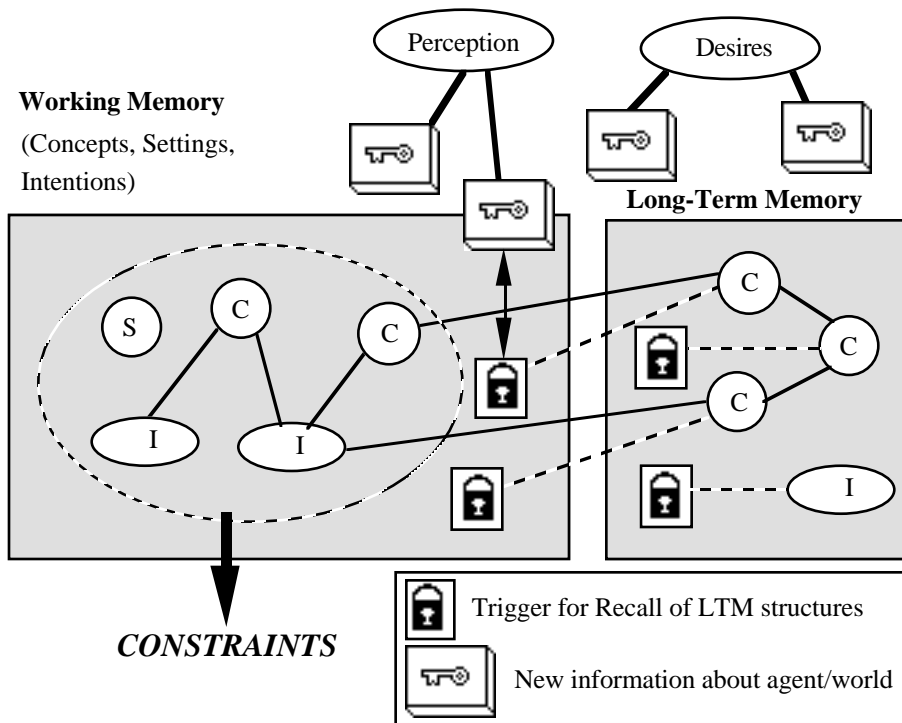 Perception
Desires
Working Memory
(Concepts, Settings,
Intentions)
Long-Term Memory
S
C
C
I
I
C
C
C
I
CONSTRAINTS
Trigger for Recall of LTM structures
New information about agent/world